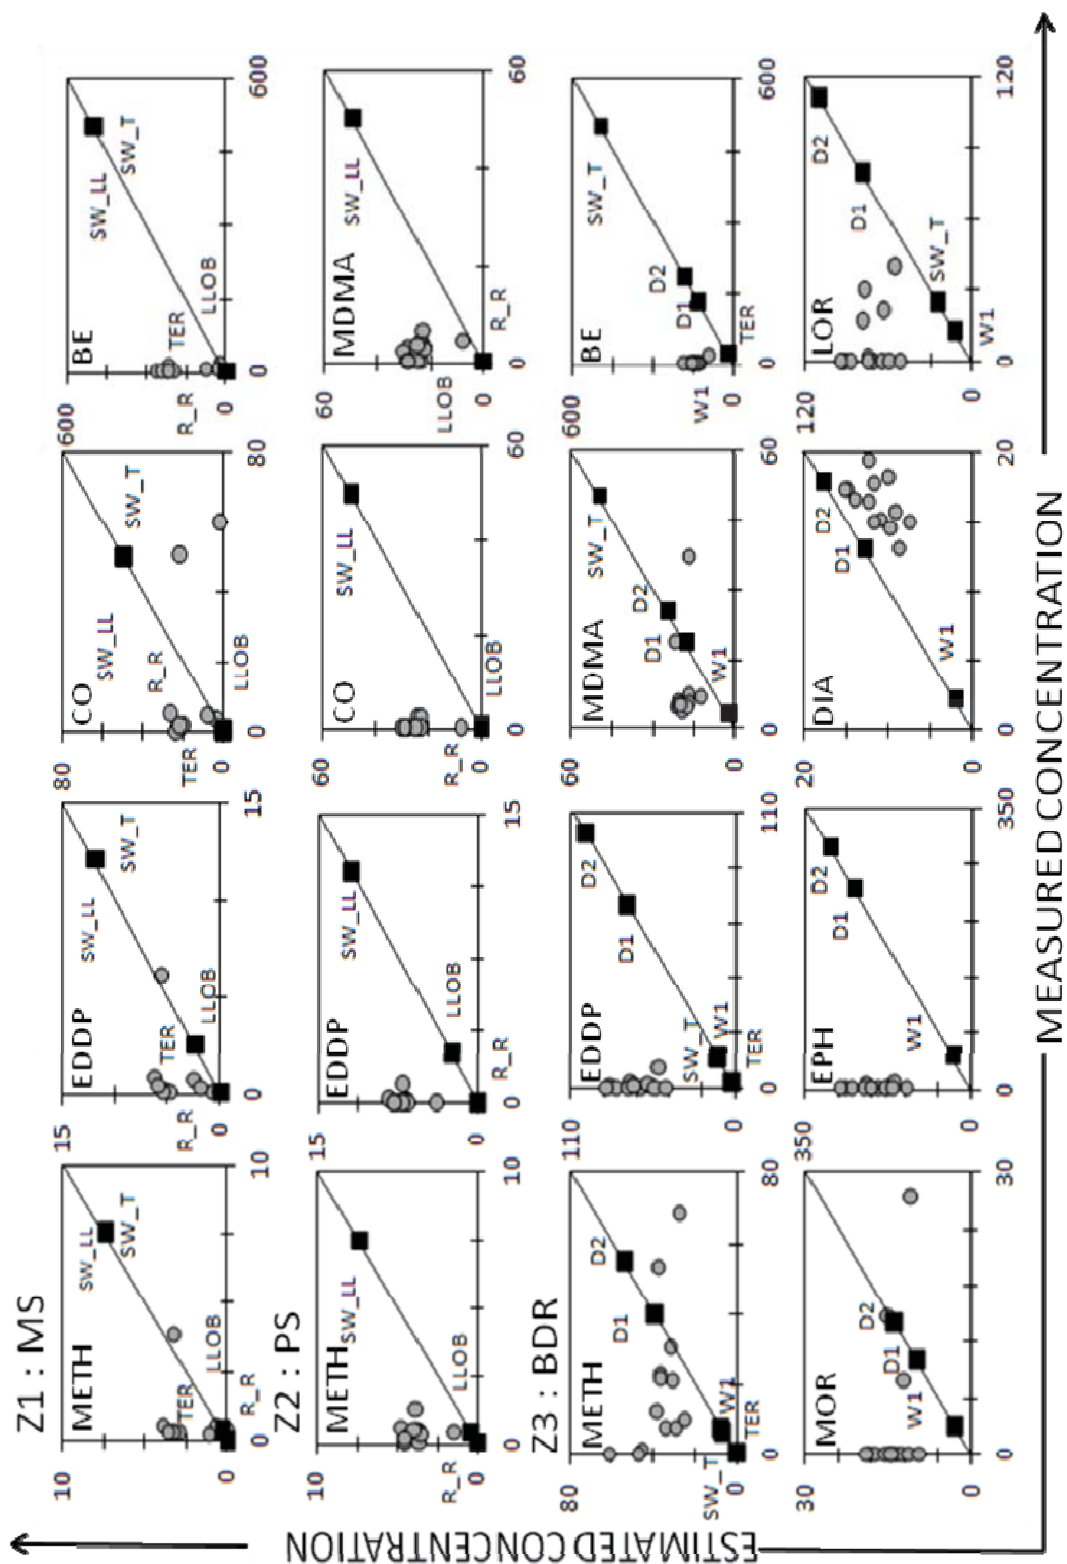 Z1 : MS
METH
10
SW_LL
SW_T
TER
LLOB
R_R
0
0
10
EDDP
15
SW_LL
SW_T
TER
LLOB
R_R
0
0
15
CO
80
SW_LL
SW_T
R_R
TER
LLOB
0
0
80
BE
600
SW_LL
SW_T
TER
LLOB
R_R
0
0
600
Z2 : PS
METH
15
SW_LL
LLOB
R_R
0
0
10
EDDP
15
SW_LL
LLOB
R_R
0
0
15
CO
60
SW_LL
LLOB
R_R
0
0
60
MDMA
60
SW_LL
LLOB
R_R
0
0
60
Z3 : BDR
METH
80
D2
D1
W1
TER
SW_T
0
0
80
EDDP
110
D2
D1
SW_T
W1
TER
0
0
110
MDMA
60
SW_T
D2
D1
W1
0
0
60
BE
600
SW_T
D2
D1
W1
TER
0
0
600
MOR
30
D2
D1
W1
0
0
30
EPH
350
D2
D1
W1
0
0
350
DIA
20
D2
D1
W1
0
0
20
LOR
120
D2
D1
SW_T
W1
0
0
120
ESTIMATED CONCENTRATION
MEASURED CONCENTRATION